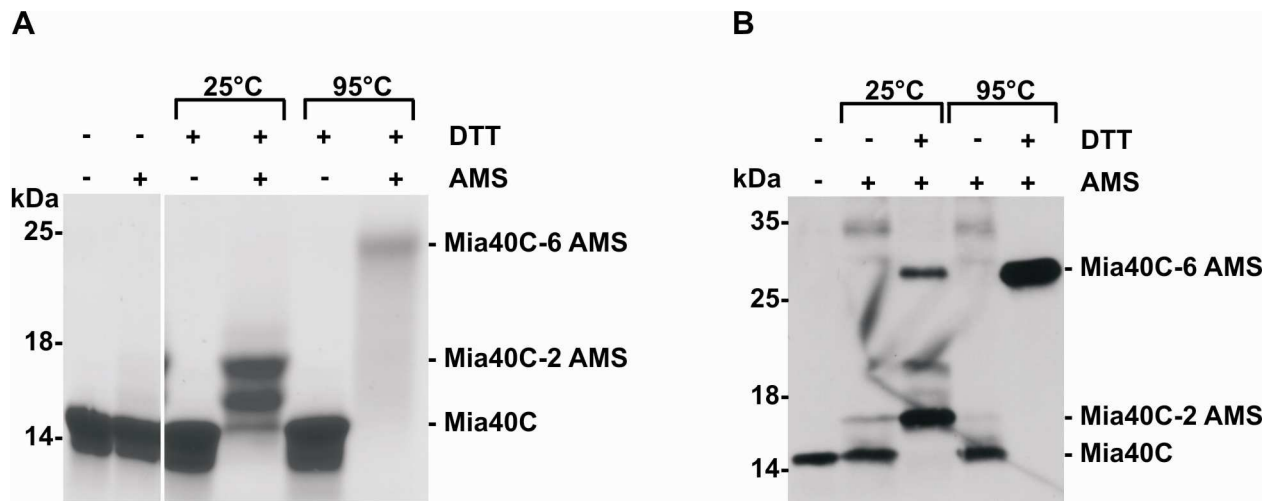 A
25°C 95°C
- - + + + + DTT
- + - + - + AMS
kDa
25-
- Mia40C-6 AMS
18-
- Mia40C-2 AMS
- Mia40C
14-
B
25°C 95°C
- - + - + DTT
kDa - + + + + AMS
35-
- Mia40C-6 AMS
25-
18-
- Mia40C-2 AMS
- Mia40C
14-